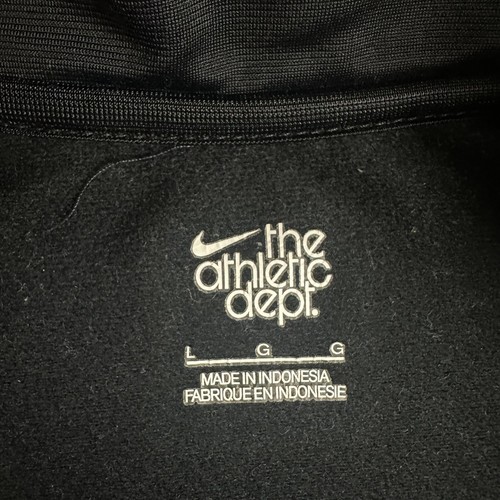 the
athletic
dept.
L G G
MADE IN INDONESIA
FABRIQUE EN INDONESIE